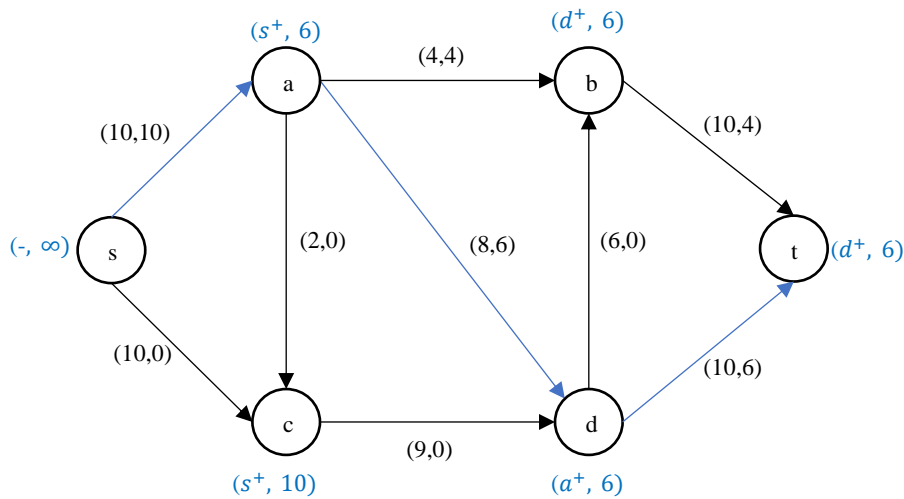 (s⁺, 6)
(d⁺, 6)
(4,4)
a
b
(10,10)
(10,4)
(-, ∞)
s
(2,0)
(8,6)
(6,0)
t
(d⁺, 6)
(10,0)
(10,6)
c
d
(9,0)
(s⁺, 10)
(a⁺, 6)